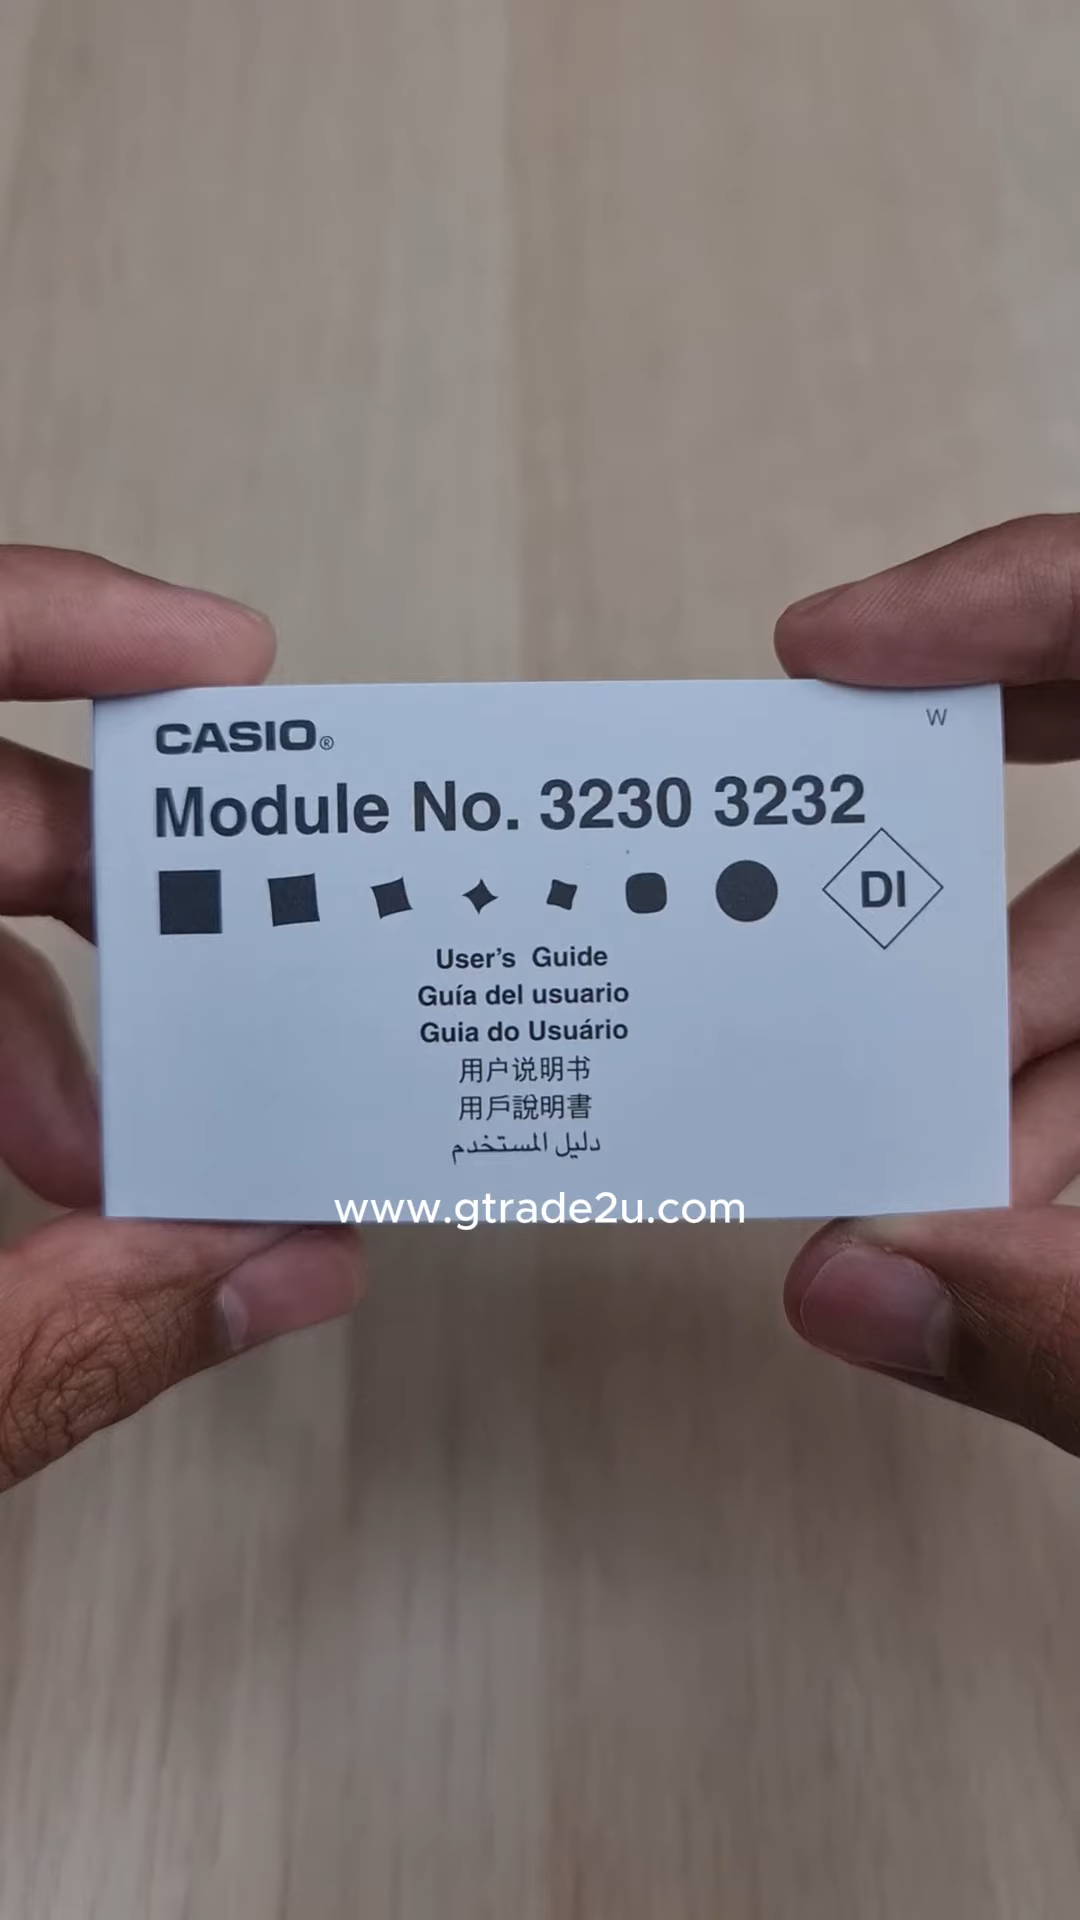 CASIO®
W
Module No. 3230 3232
DI
User's Guide
Guía del usuario
Guia do Usuário
用户说明书
用戶說明書
دليل المستخدم
www.gtrade2u.com